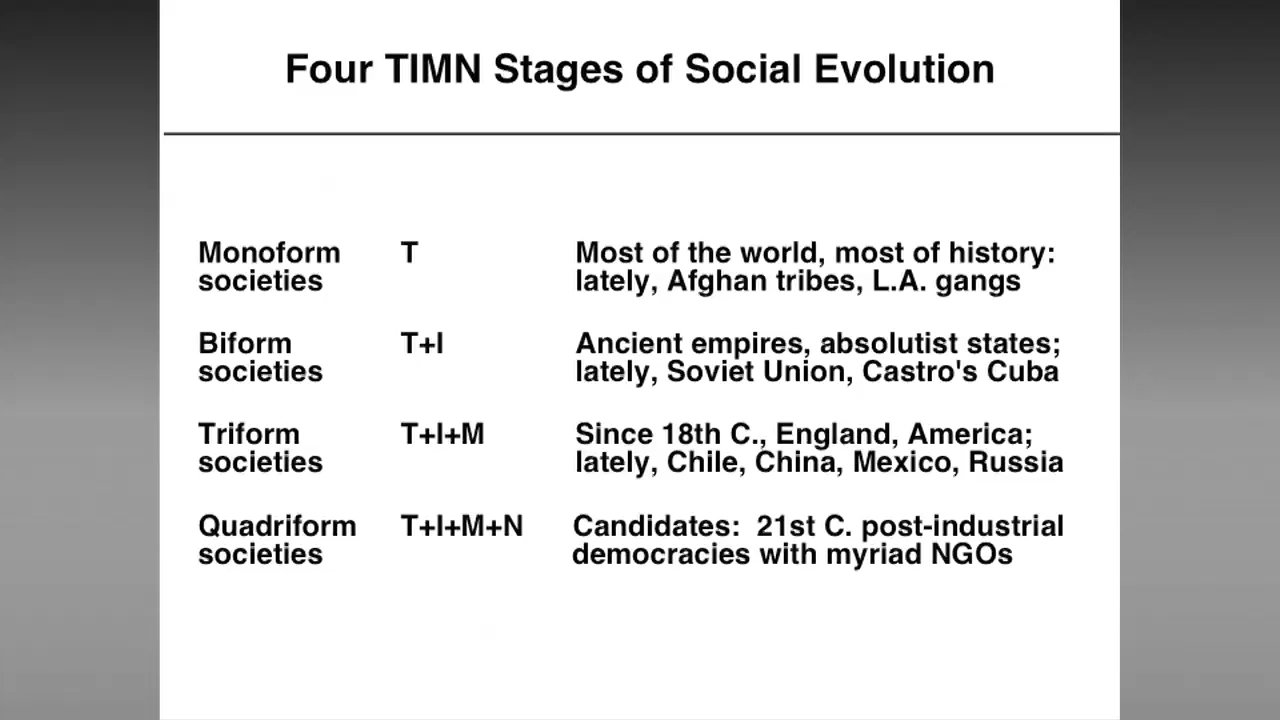 Four TIMN Stages of Social Evolution
Monoform T Most of the world, most of history:
societies lately, Afghan tribes, L.A. gangs
Biform T+I Ancient empires, absolutist states;
societies lately, Soviet Union, Castro's Cuba
Triform T+I+M Since 18th C., England, America;
societies lately, Chile, China, Mexico, Russia
Quadriform T+I+M+N Candidates: 21st C. post-industrial
societies democracies with myriad NGOs